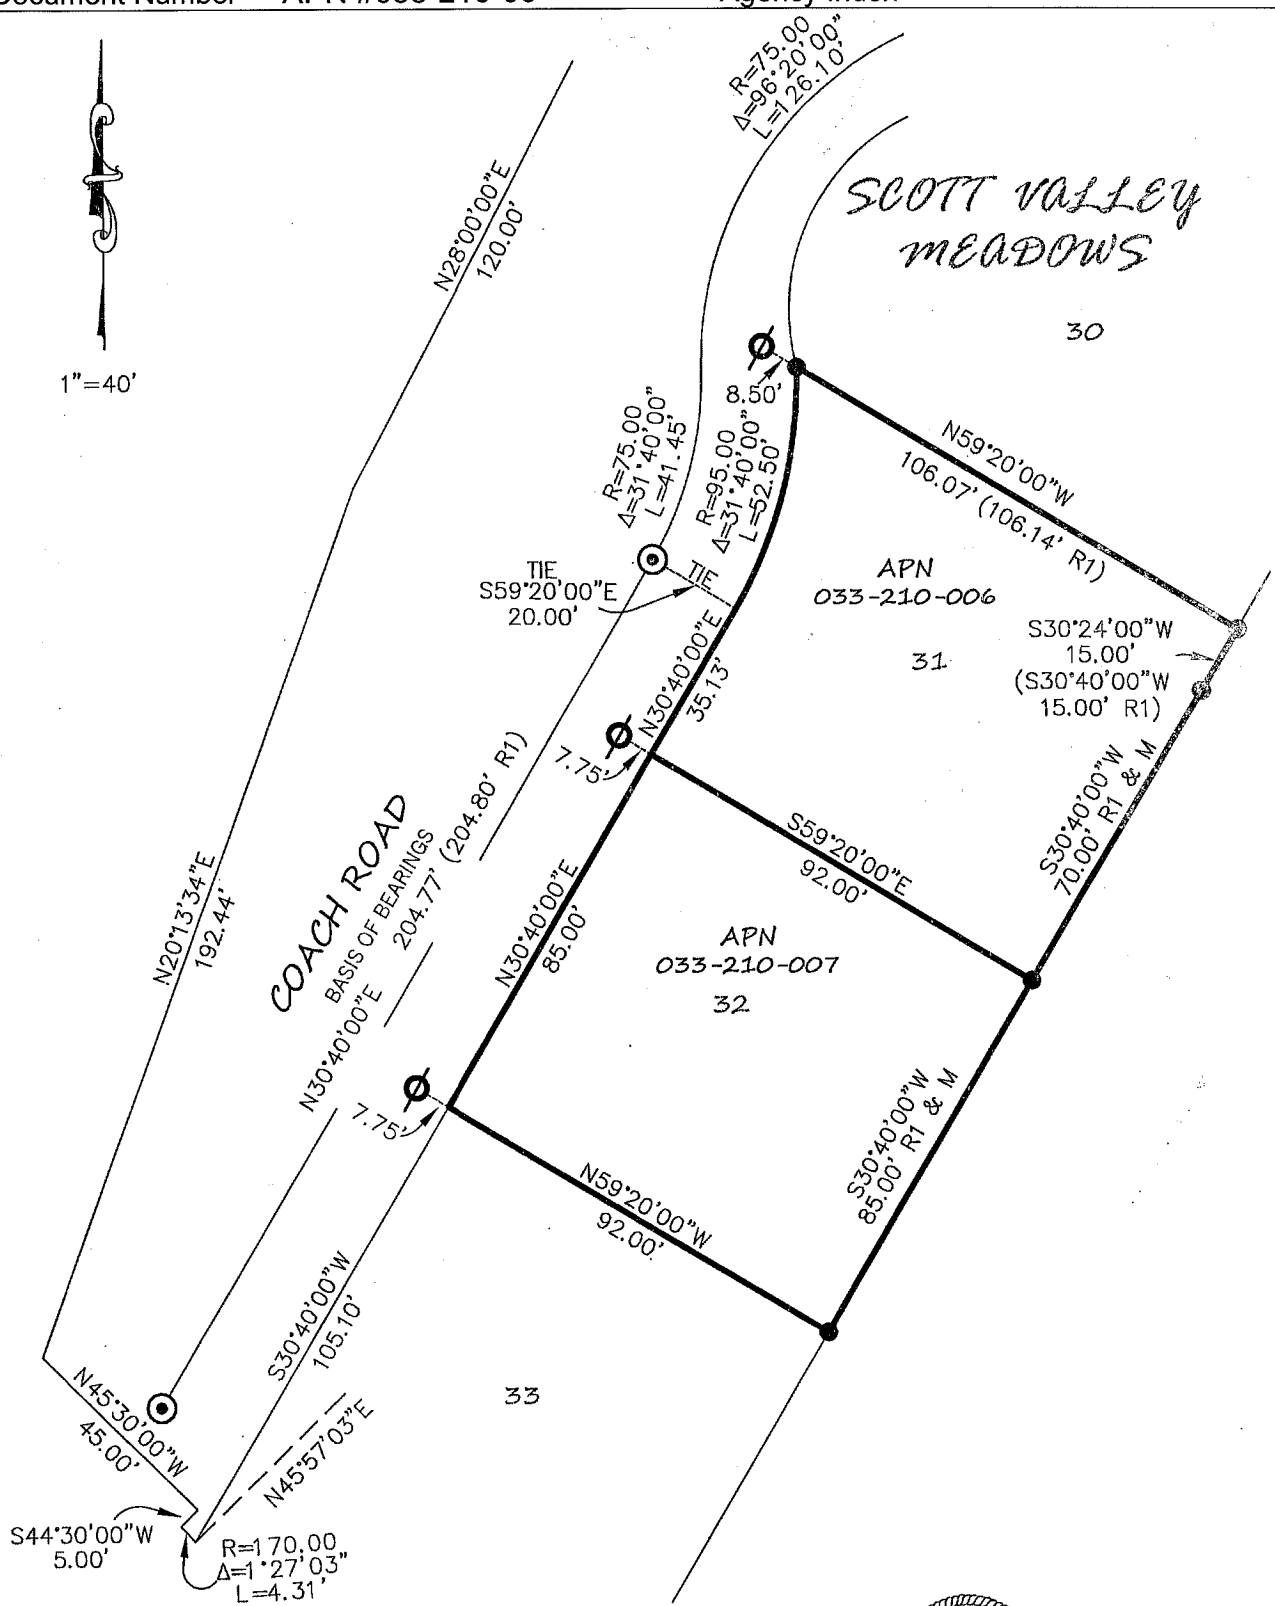 R=75.00
Δ=96°20'00"
L=126.10'
SCOTT VALLEY
MEADOWS
N28°00'00"E
120.00'
30
1"=40'
8.50'
N59°20'00"W
106.07' (106.14' R1)
R=75.00
Δ=31°40'00"
L=41.45'
R=95.00
Δ=31°40'00"
L=52.50'
TIE
S59°20'00"E
20.00'
TIE
APN
033-210-006
31
S30°24'00"W
15.00'
(S30°40'00"W
15.00' R1)
N30°40'00"E
35.13'
7.75'
S30°40'00"W
70.00' R1 & M
S59°20'00"E
92.00'
COACH ROAD
BASIS OF BEARINGS
N30°40'00"E 204.77' (204.80' R1)
N20°13'34"E
192.44'
N30°40'00"E
85.00'
APN
033-210-007
32
7.75'
S30°40'00"W
85.00' R1 & M
N59°20'00"W
92.00'
S30°40'00"W
105.10'
33
N45°30'00"W
45.00'
N45°57'03"E
S44°30'00"W
5.00'
R=170.00
Δ=1°27'03"
L=4.31'